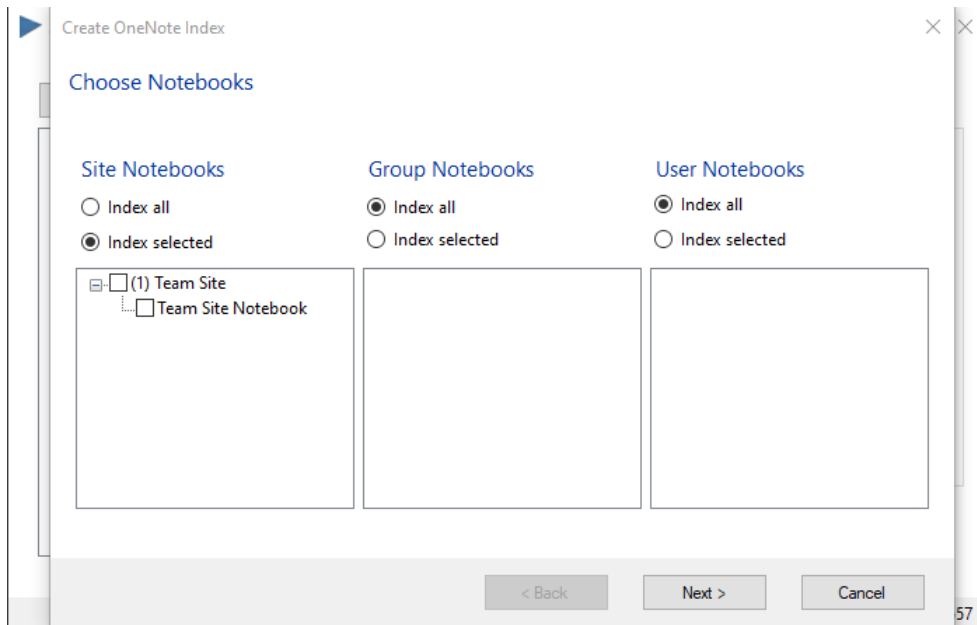 Create OneNote Index
Choose Notebooks
Site Notebooks
Index all
Index selected
(1) Team Site
Team Site Notebook
Group Notebooks
Index all
Index selected
User Notebooks
Index all
Index selected
< Back
Next >
Cancel
57